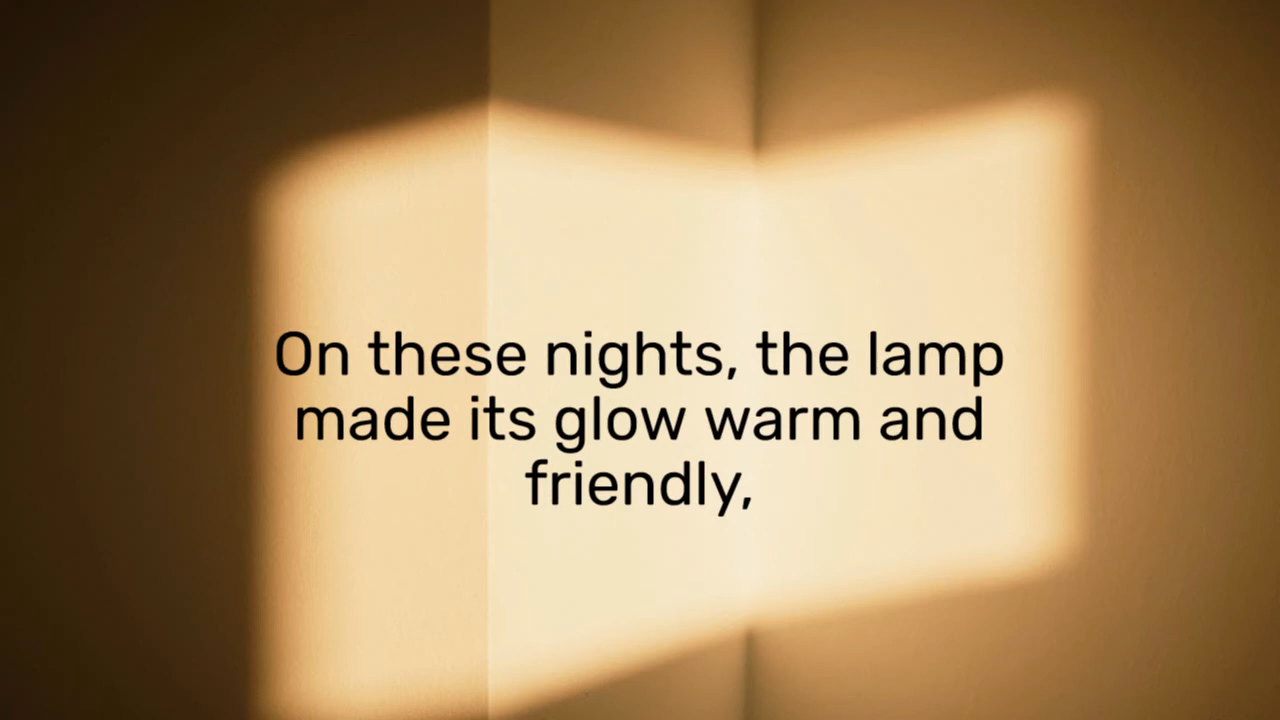 On these nights, the lamp
made its glow warm and
friendly,